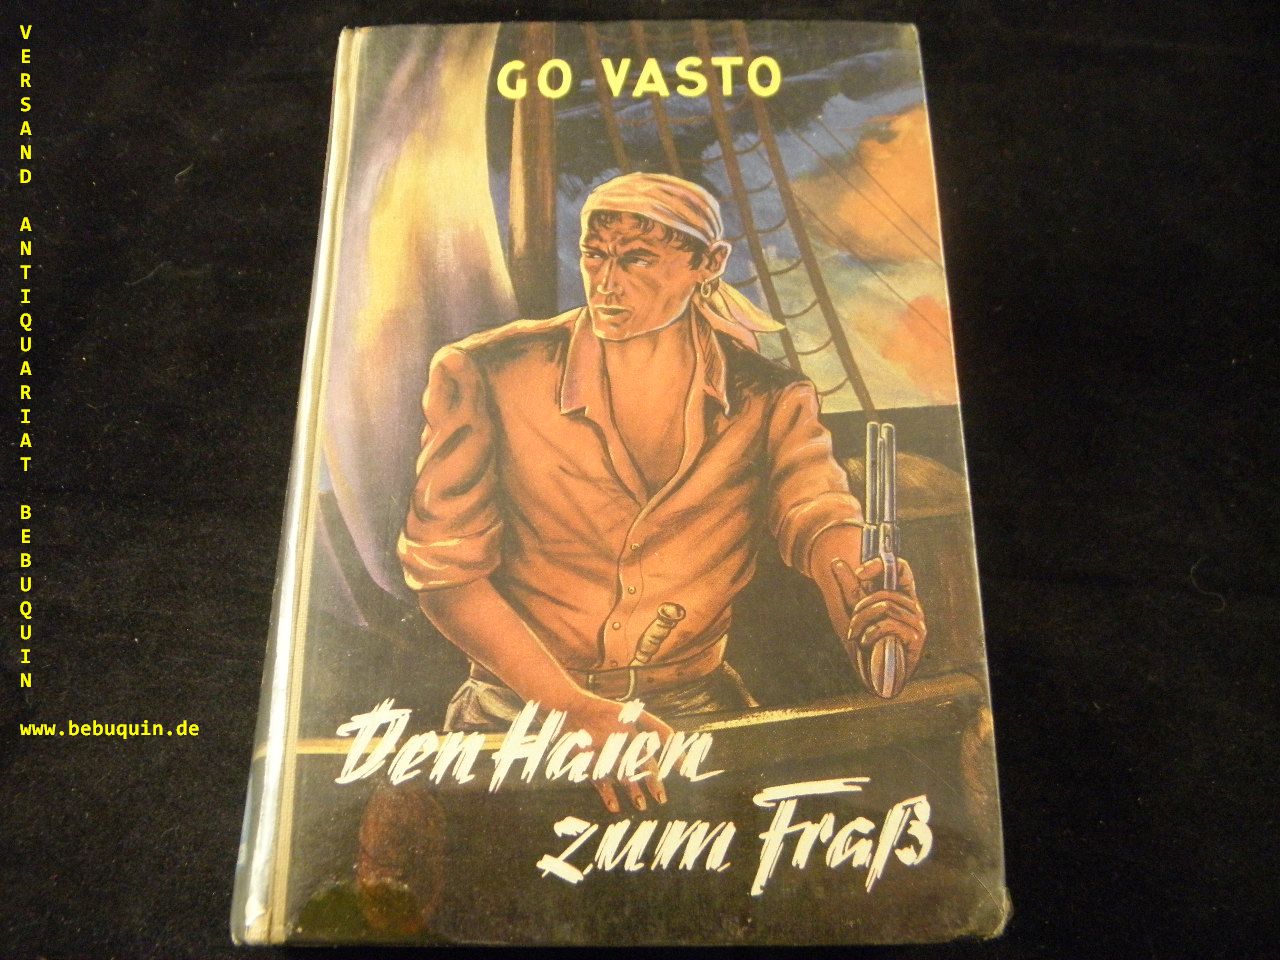 VERSAND ANTIQUARIAT BEBUQUIN
www.bebuquin.de
GO VASTO
Den Haien
zum Fraß